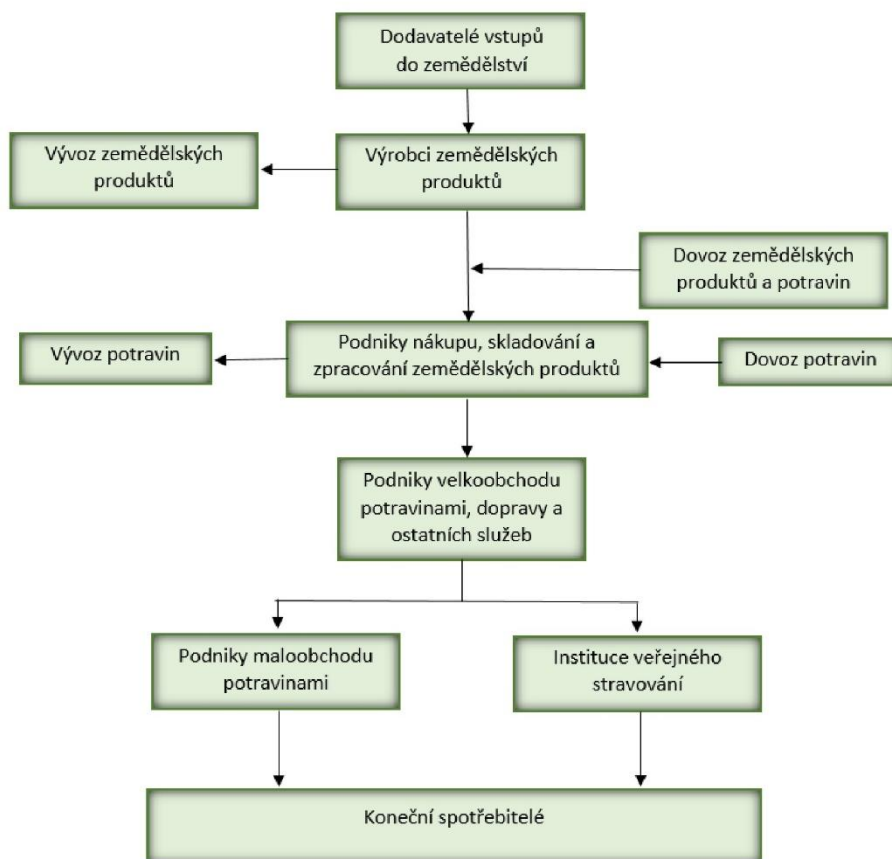 Dodavatelé vstupů
do zemědělství
Vývoz zemědělských
produktů
Výrobci zemědělských
produktů
Dovoz zemědělských
produktů a potravin
Vývoz potravin
Podniky nákupu, skladování a
zpracování zemědělských produktů
Dovoz potravin
Podniky velkoobchodu
potravinami, dopravy a
ostatních služeb
Podniky maloobchodu
potravinami
Instituce veřejného
stravování
Koneční spotřebitelé